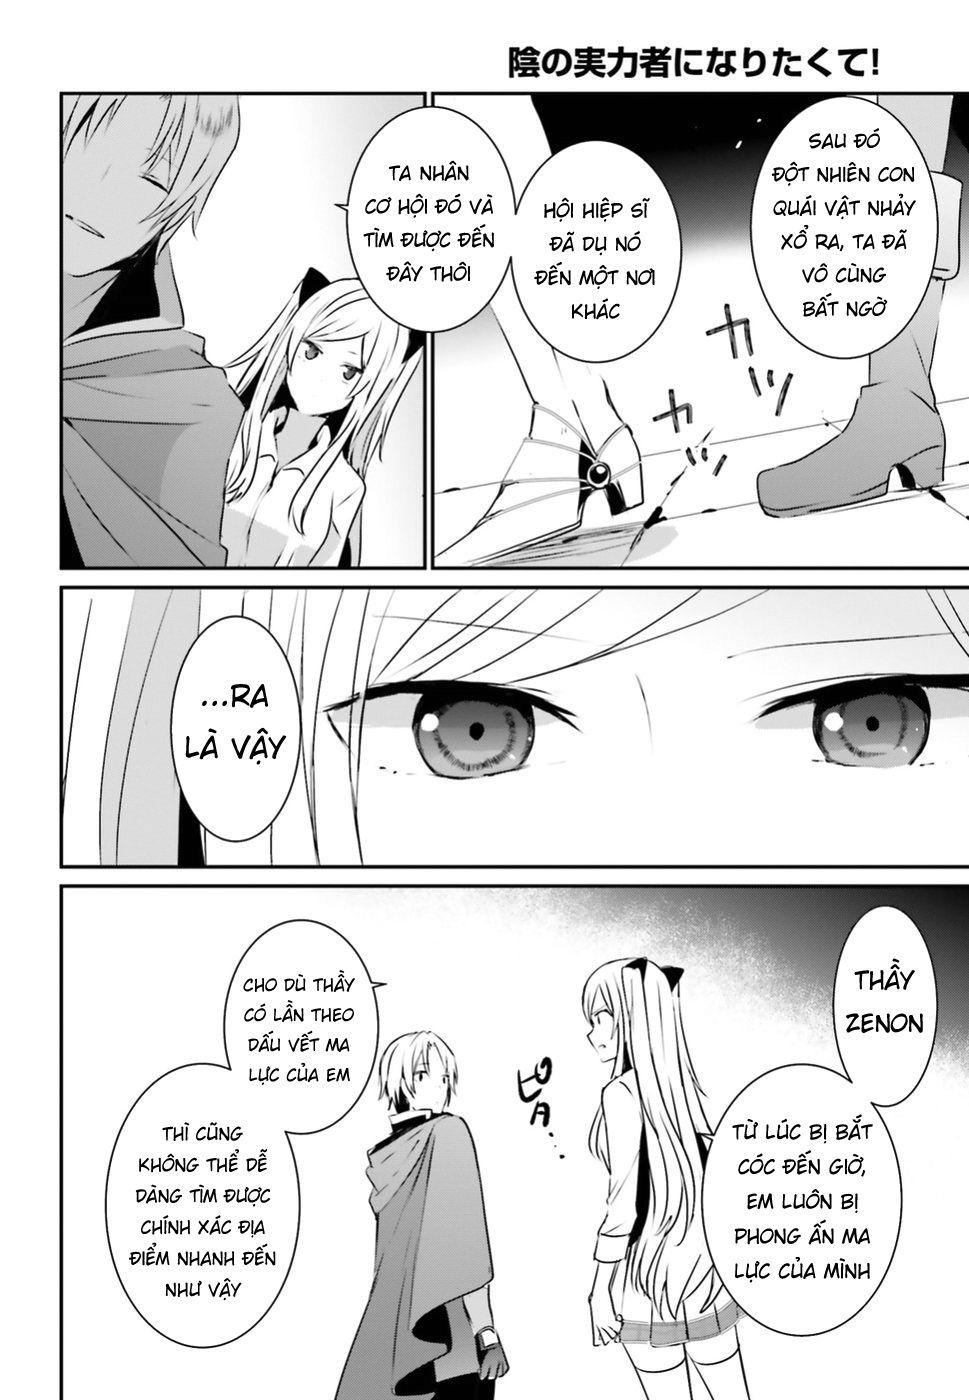 陰の実力者になりたくて!
SAU ĐÓ
ĐỘT NHIÊN CON
QUÁI VẬT NHẢY
XỔ RA, TA ĐÃ
VÔ CÙNG
BẤT NGỜ
HỘI HIỆP SĨ
ĐÃ DỤ NÓ
ĐẾN MỘT NƠI
KHÁC
カツ
カツ
TA NHÂN
CƠ HỘI ĐÓ VÀ
TÌM ĐƯỢC ĐẾN
ĐÂY THÔI
...RA
LÀ VẬY
THẦY
ZENON
TỪ LÚC BỊ BẮT
CÓC ĐẾN GIỜ,
EM LUÔN BỊ
PHONG ẤN MA
LỰC CỦA MÌNH
ピタ...
CHO DÙ THẦY
CÓ LẦN THEO
DẤU VẾT MA
LỰC CỦA EM
THÌ CŨNG
KHÔNG THỂ DỄ
DÀNG TÌM ĐƯỢC
CHÍNH XÁC ĐỊA
ĐIỂM NHANH ĐẾN
NHƯ VẬY